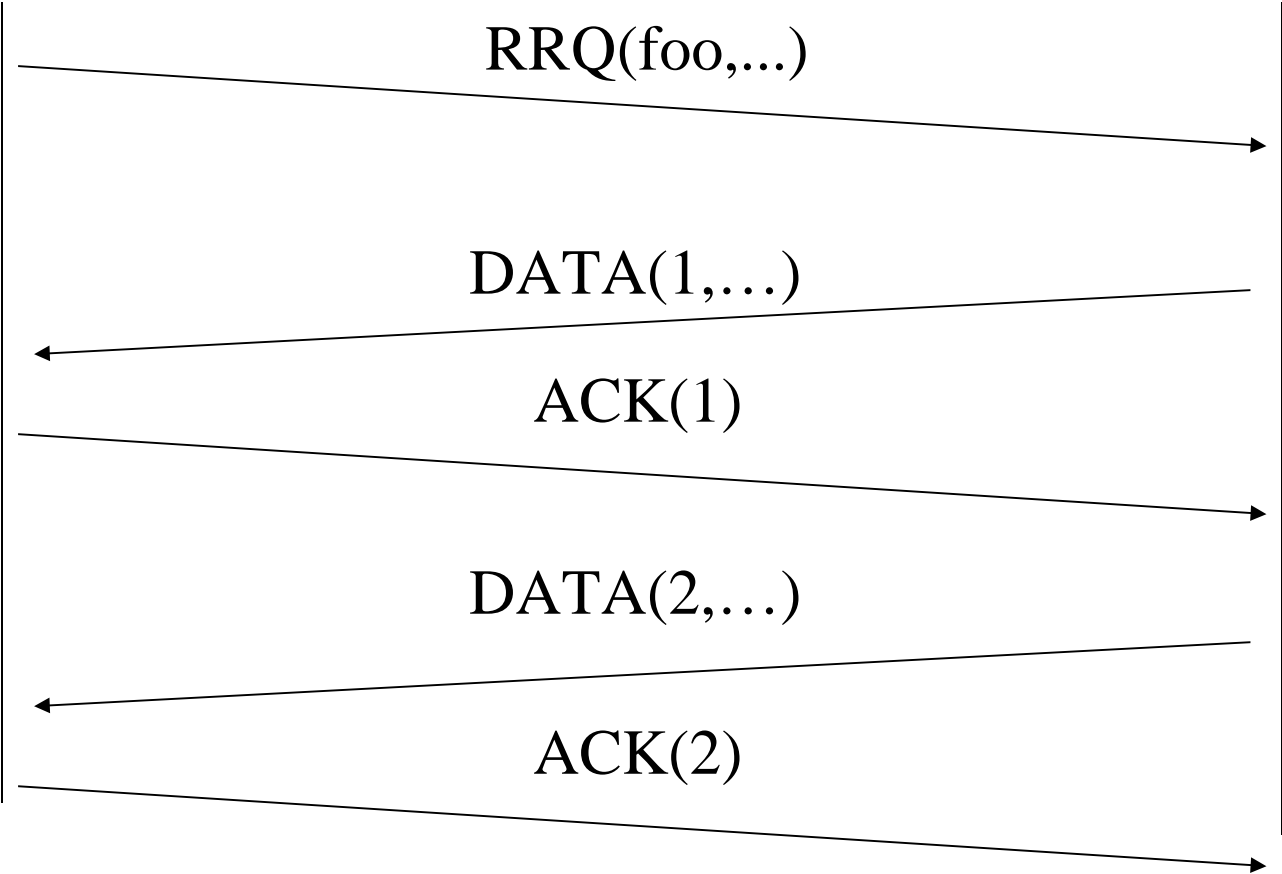 RRQ(foo,...)
DATA(1,…)
ACK(1)
DATA(2,…)
ACK(2)